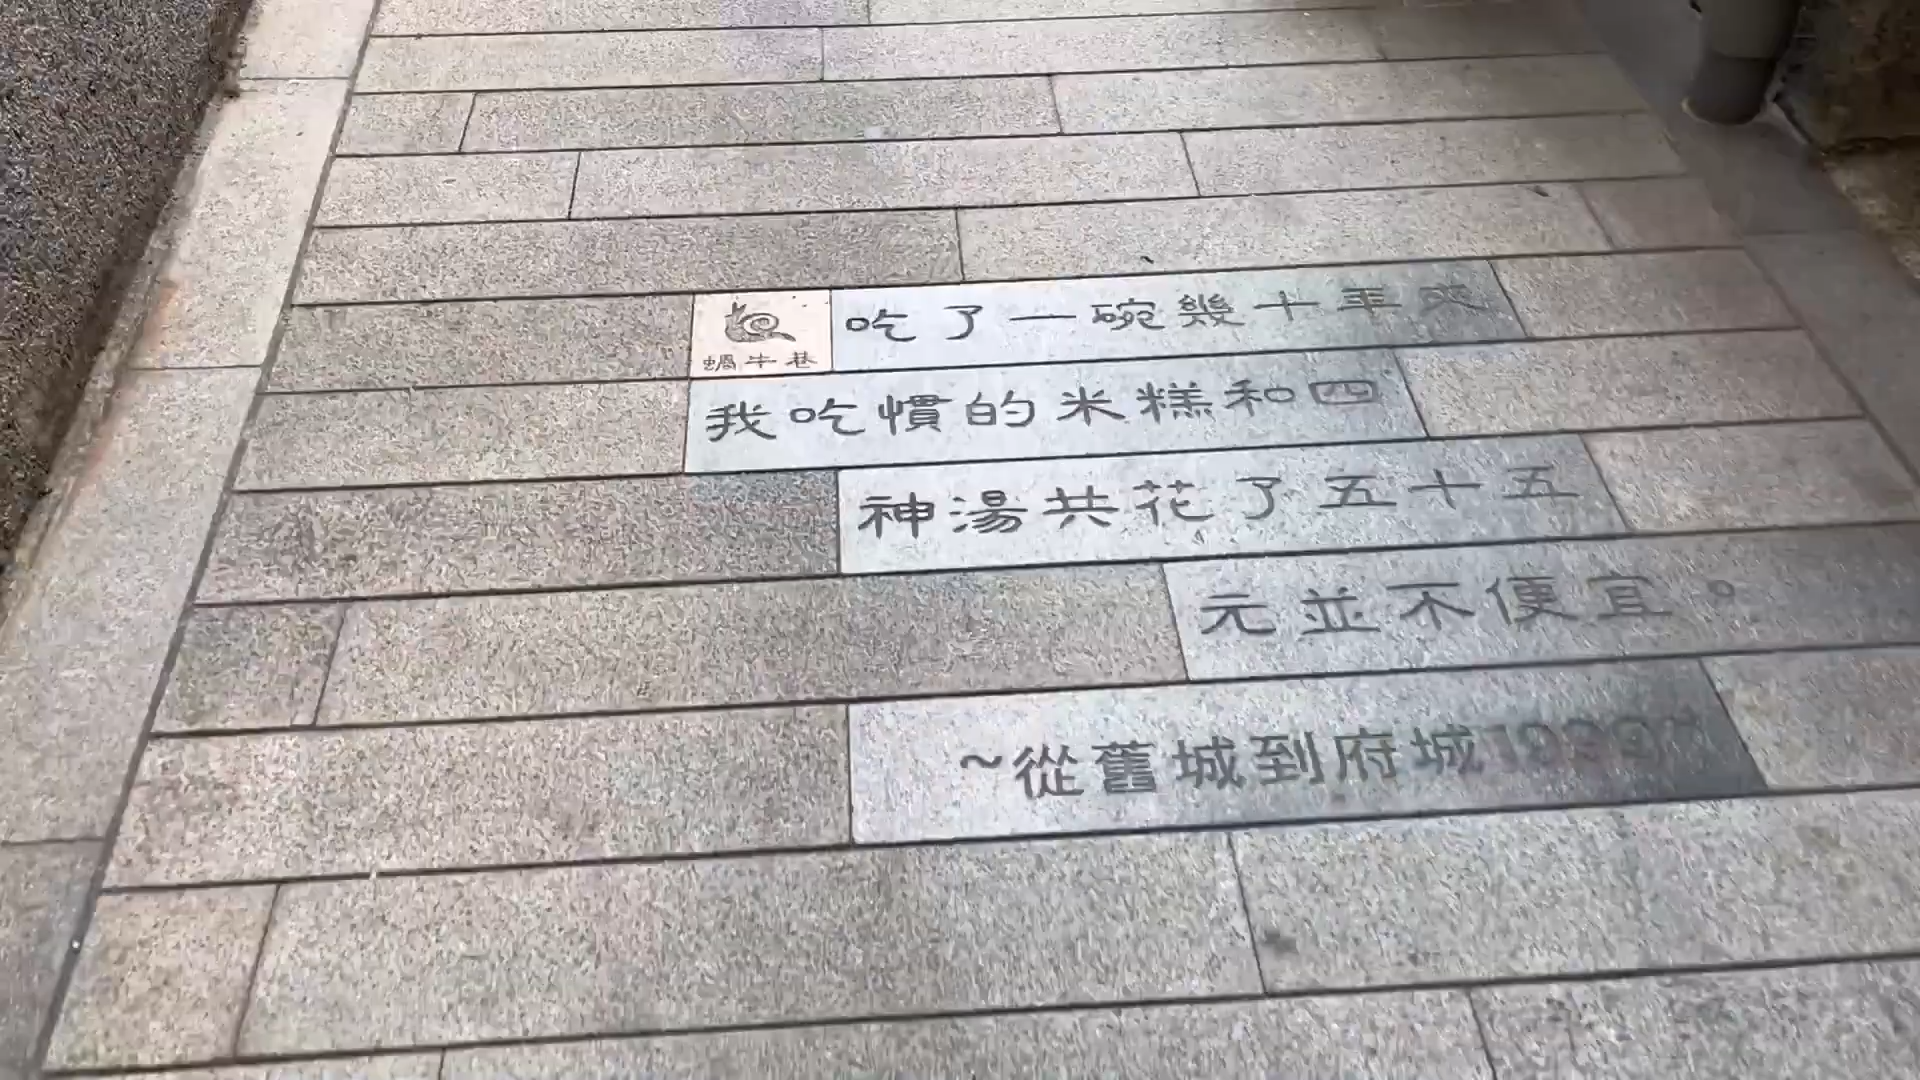 蝸牛巷
吃了一碗幾十年來
我吃慣的米糕和四
神湯共花了五十五
元並不便宜。
~從舊城到府城